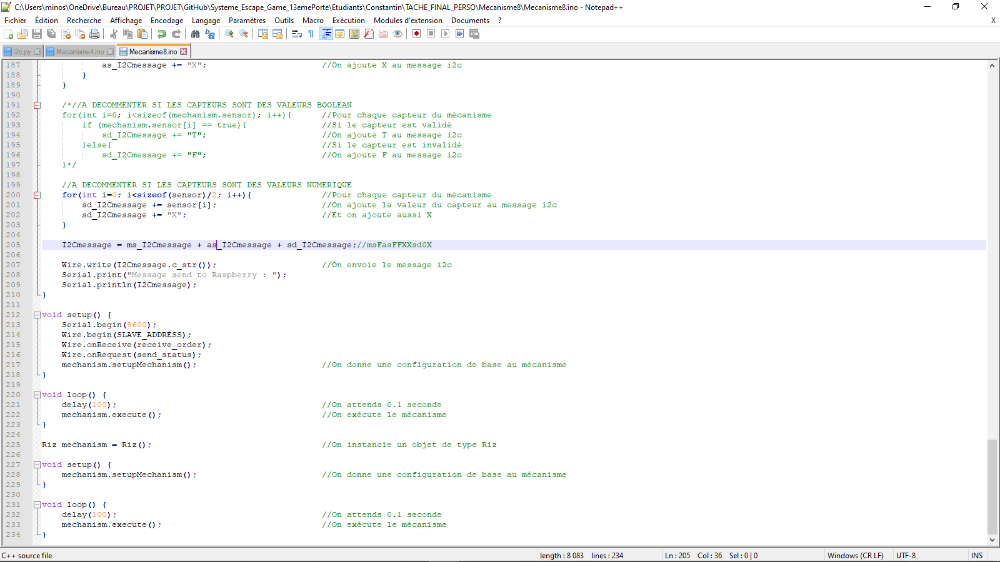 C:\Users\minos\OneDrive\Bureau\PROJET\PROJET\GitHub\Systeme_Escape_Game_13emePorte\Etudiants\Constantin\TACHE_FINAL_PERSO\Mecanisme8\Mecanisme8.ino - Notepad++
Fichier Édition Recherche Affichage Encodage Langage Paramètres Outils Macro Exécution Modules d'extension Documents ? X
i2c.py Mecanisme4.ino Mecanisme8.ino
187 as_I2Cmessage += "X"; //On ajoute X au message i2c
188 }
189 }
190
191 /*//A DECOMMENTER SI LES CAPTEURS SONT DES VALEURS BOOLEAN
192 for(int i=0; i<sizeof(mechanism.sensor); i++){ //Pour chaque capteur du mécanisme
193 if (mechanism.sensor[i] == true){ //Si le capteur est validé
194 sd_I2Cmessage += "T"; //On ajoute T au message i2c
195 }else{ //Si le capteur est invalidé
196 sd_I2Cmessage += "F"; //On ajoute F au message i2c
197 }*/
198
199 //A DECOMMENTER SI LES CAPTEURS SONT DES VALEURS NUMERIQUE
200 for(int i=0; i<sizeof(sensor)/2; i++){ //Pour chaque capteur du mécanisme
201 sd_I2Cmessage += sensor[i]; //On ajoute la valeur du capteur au message i2c
202 sd_I2Cmessage += "X"; //Et on ajoute aussi X
203 }
204
205 I2Cmessage = ms_I2Cmessage + as_I2Cmessage + sd_I2Cmessage;//msFasFFXXsd0X
206
207 Wire.write(I2Cmessage.c_str()); //On envoie le message i2c
208 Serial.print("Message send to Raspberry : ");
209 Serial.println(I2Cmessage);
210 }
211
212 void setup() {
213 Serial.begin(9600);
214 Wire.begin(SLAVE_ADDRESS);
215 Wire.onReceive(receive_order);
216 Wire.onRequest(send_status);
217 mechanism.setupMechanism(); //On donne une configuration de base au mécanisme
218 }
219
220 void loop() {
221 delay(100); //On attends 0.1 seconde
222 mechanism.execute(); //On exécute le mécanisme
223 }
224
225 Riz mechanism = Riz(); //On instancie un objet de type Riz
226
227 void setup() {
228 mechanism.setupMechanism(); //On donne une configuration de base au mécanisme
229 }
230
231 void loop() {
232 delay(100); //On attends 0.1 seconde
233 mechanism.execute(); //On exécute le mécanisme
234 }
C++ source file length : 8 083 lines : 234 Ln : 205 Col : 36 Sel : 0 | 0 Windows (CR LF) UTF-8 INS